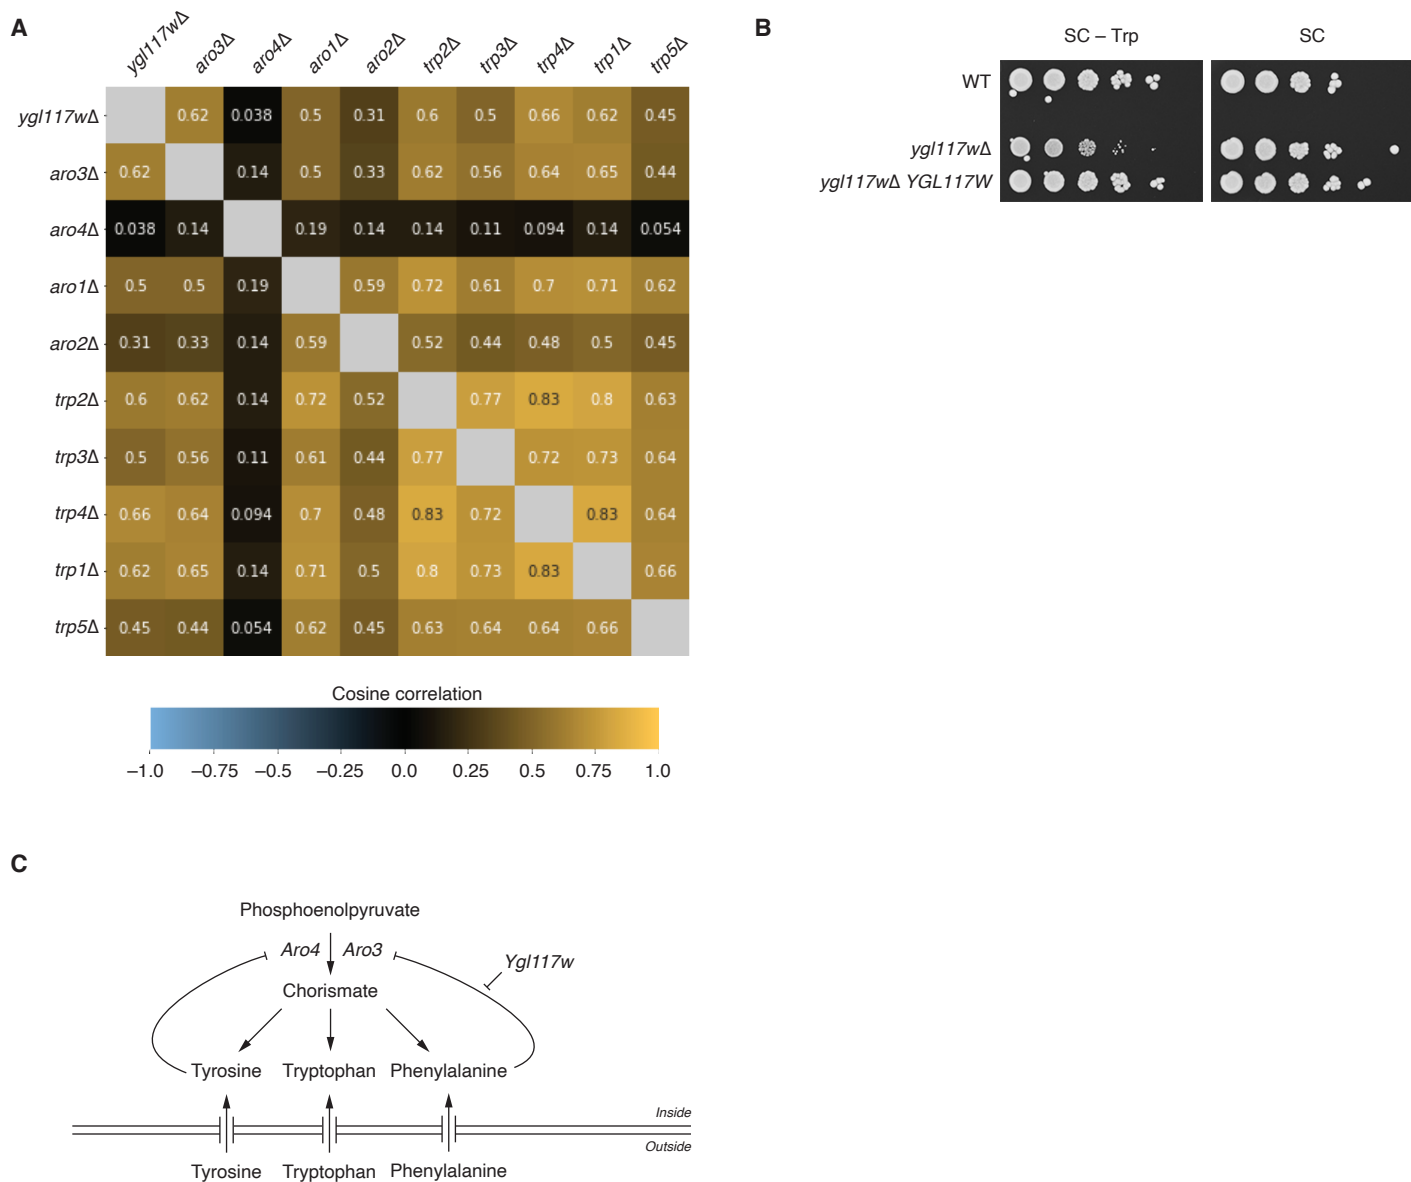 A
ygl117wΔ aro3Δ aro4Δ aro1Δ aro2Δ trp2Δ trp3Δ trp4Δ trp1Δ trp5Δ
ygl117wΔ 0.62 0.038 0.5 0.31 0.6 0.5 0.66 0.62 0.45
aro3Δ 0.62 0.14 0.5 0.33 0.62 0.56 0.64 0.65 0.44
aro4Δ 0.038 0.14 0.19 0.14 0.14 0.11 0.094 0.14 0.054
aro1Δ 0.5 0.5 0.19 0.59 0.72 0.61 0.7 0.71 0.62
aro2Δ 0.31 0.33 0.14 0.59 0.52 0.44 0.48 0.5 0.45
trp2Δ 0.6 0.62 0.14 0.72 0.52 0.77 0.83 0.8 0.63
trp3Δ 0.5 0.56 0.11 0.61 0.44 0.77 0.72 0.73 0.64
trp4Δ 0.66 0.64 0.094 0.7 0.48 0.83 0.72 0.83 0.64
trp1Δ 0.62 0.65 0.14 0.71 0.5 0.8 0.73 0.83 0.66
trp5Δ 0.45 0.44 0.054 0.62 0.45 0.63 0.64 0.64 0.66
Cosine correlation
–1.0 –0.75 –0.5 –0.25 0.0 0.25 0.5 0.75 1.0
B
SC – Trp SC
WT
ygl117wΔ
ygl117wΔ YGL117W
C
Phosphoenolpyruvate
Aro4 Aro3
Ygl117w
Chorismate
Tyrosine Tryptophan Phenylalanine
Inside
Outside
Tyrosine Tryptophan Phenylalanine